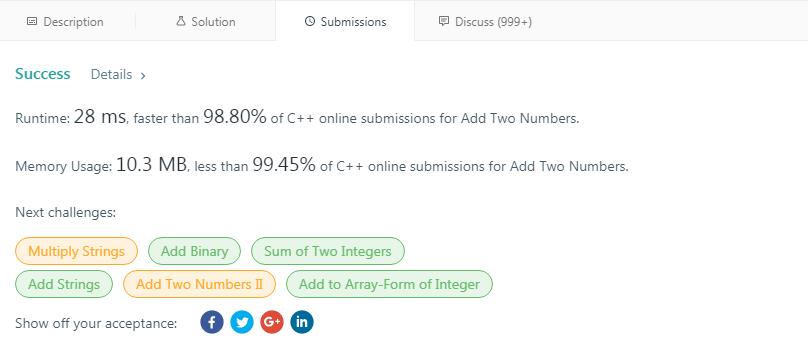 Description Solution Submissions Discuss (999+)
Success Details ›
Runtime: 28 ms, faster than 98.80% of C++ online submissions for Add Two Numbers.
Memory Usage: 10.3 MB, less than 99.45% of C++ online submissions for Add Two Numbers.
Next challenges:
Multiply Strings Add Binary Sum of Two Integers
Add Strings Add Two Numbers II Add to Array-Form of Integer
Show off your acceptance: f G+ in